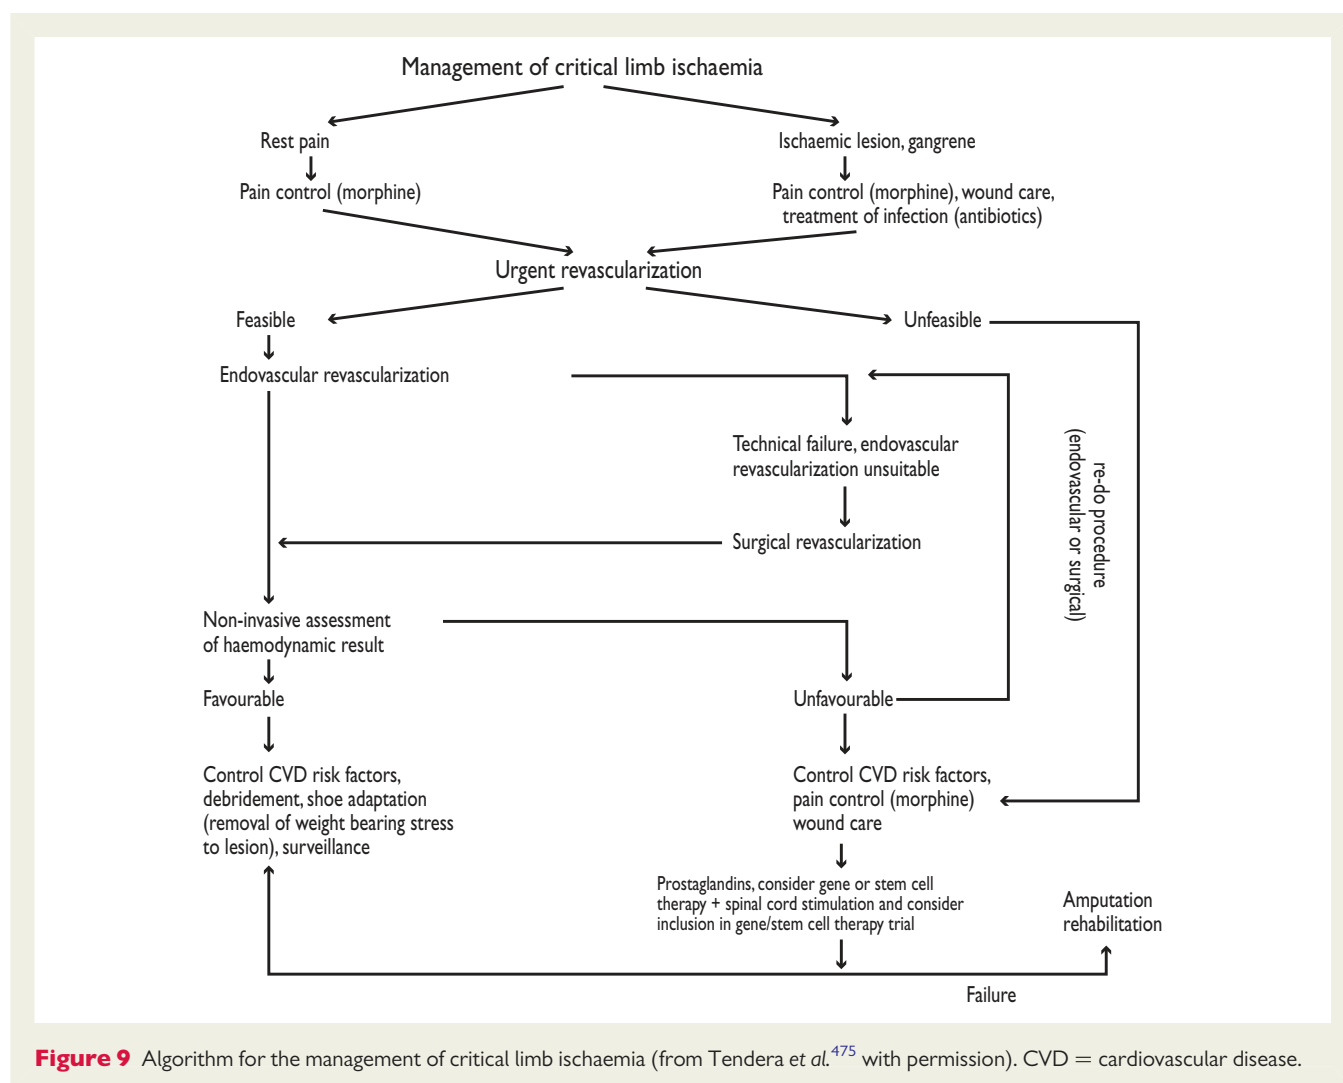 Management of critical limb ischaemia
Rest pain
Ischaemic lesion, gangrene
Pain control (morphine)
Pain control (morphine), wound care,
treatment of infection (antibiotics)
Urgent revascularization
Feasible
Unfeasible
Endovascular revascularization
Technical failure, endovascular
revascularization unsuitable
re-do procedure
(endovascular or surgical)
Surgical revascularization
Non-invasive assessment
of haemodynamic result
Favourable
Unfavourable
Control CVD risk factors,
debridement, shoe adaptation
(removal of weight bearing stress
to lesion), surveillance
Control CVD risk factors,
pain control (morphine)
wound care
Prostaglandins, consider gene or stem cell
therapy + spinal cord stimulation and consider
inclusion in gene/stem cell therapy trial
Amputation
rehabilitation
Failure
Figure 9 Algorithm for the management of critical limb ischaemia (from Tendera et al.475 with permission). CVD = cardiovascular disease.